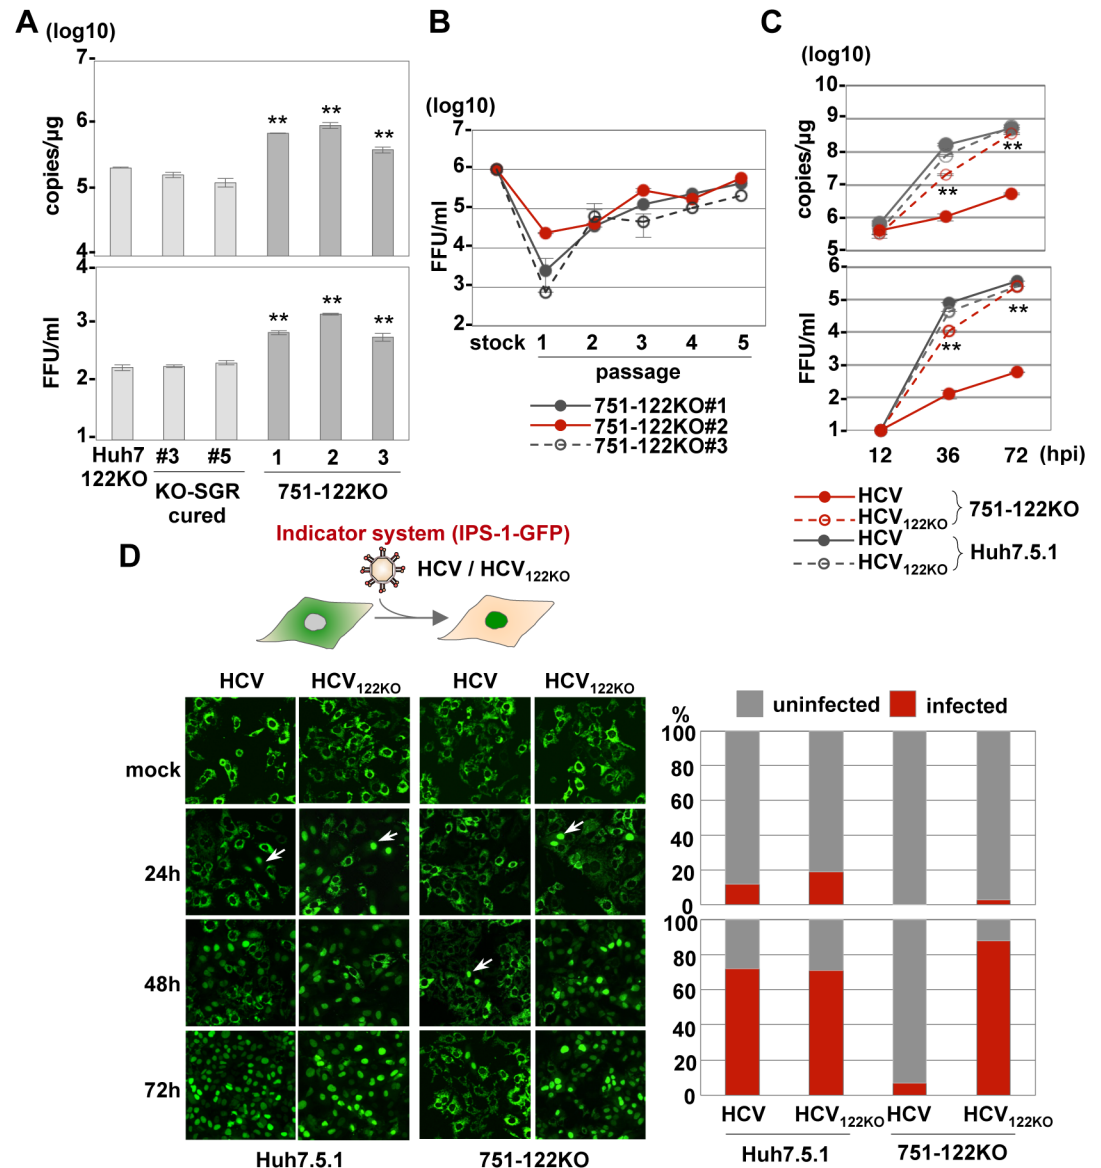 A
(log10)
7
6
5
4
copies/µg
**
**
**
4
3
2
1
FFU/ml
**
**
**
Huh7
122KO
#3
#5
1
2
3
KO-SGR
cured
751-122KO
B
(log10)
7
6
5
4
3
2
FFU/ml
stock
1
2
3
4
5
passage
751-122KO#1
751-122KO#2
751-122KO#3
C
(log10)
10
9
8
7
6
5
copies/µg
**
**
6
5
4
3
2
1
FFU/ml
**
**
12
36
72
(hpi)
HCV
HCV122KO
751-122KO
HCV
HCV122KO
Huh7.5.1
D
Indicator system (IPS-1-GFP)
HCV / HCV122KO
HCV
HCV122KO
HCV
HCV122KO
mock
24h
48h
72h
Huh7.5.1
751-122KO
uninfected
infected
%
100
80
60
40
20
0
100
80
60
40
20
0
HCV
HCV122KO
HCV
HCV122KO
Huh7.5.1
751-122KO